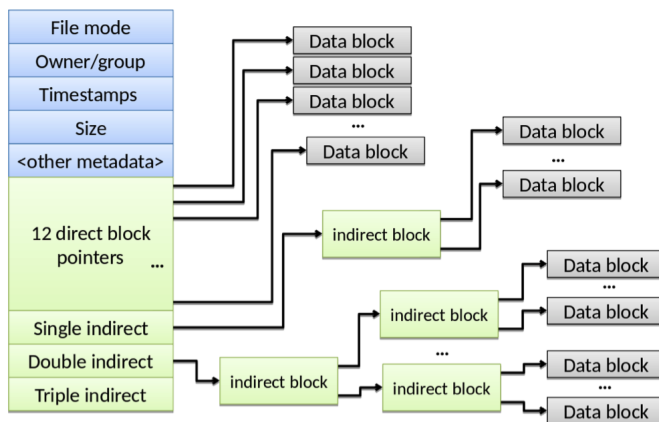 File mode
Owner/group
Timestamps
Size
<other metadata>
12 direct block
pointers
...
Single indirect
Double indirect
Triple indirect
Data block
Data block
Data block
...
Data block
indirect block
Data block
...
Data block
indirect block
indirect block
...
indirect block
Data block
...
Data block
Data block
...
Data block